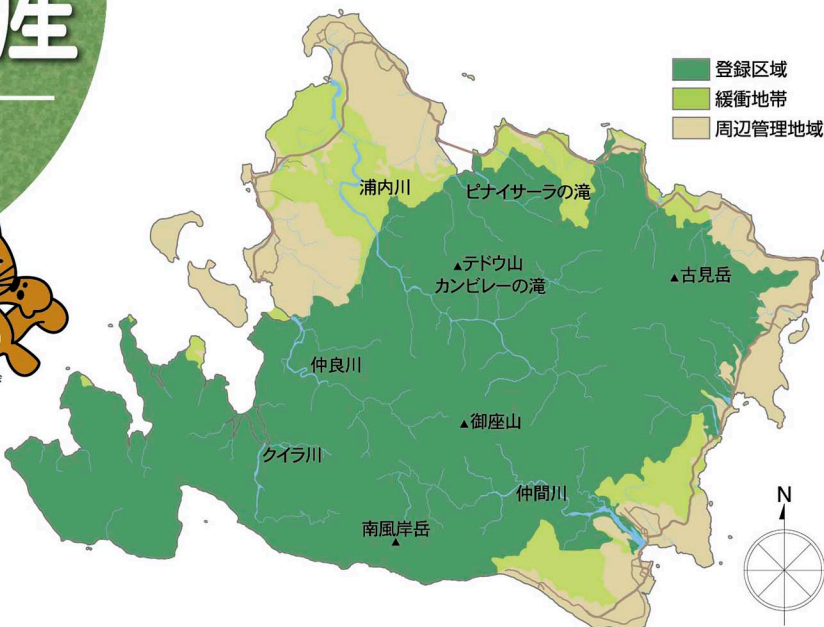 登録区域
緩衝地帯
周辺管理地域
浦内川
ピナイサーラの滝
▲テドウ山
カンビレーの滝
▲古見岳
仲良川
▲御座山
クイラ川
仲間川
南風岸岳
▲
N